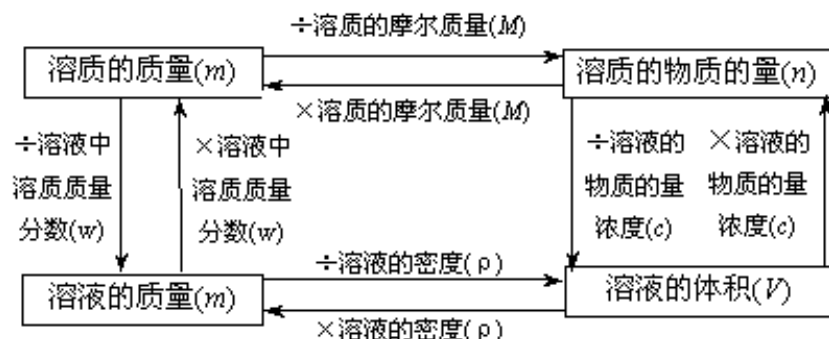 ÷溶质的摩尔质量(M)
溶质的质量(m)
溶质的物质的量(n)
×溶质的摩尔质量(M)
÷溶液中
溶质质量
分数(w)
×溶液中
溶质质量
分数(w)
÷溶液的
物质的量
浓度(c)
×溶液的
物质的量
浓度(c)
÷溶液的密度(ρ)
溶液的质量(m)
溶液的体积(V)
×溶液的密度(ρ)